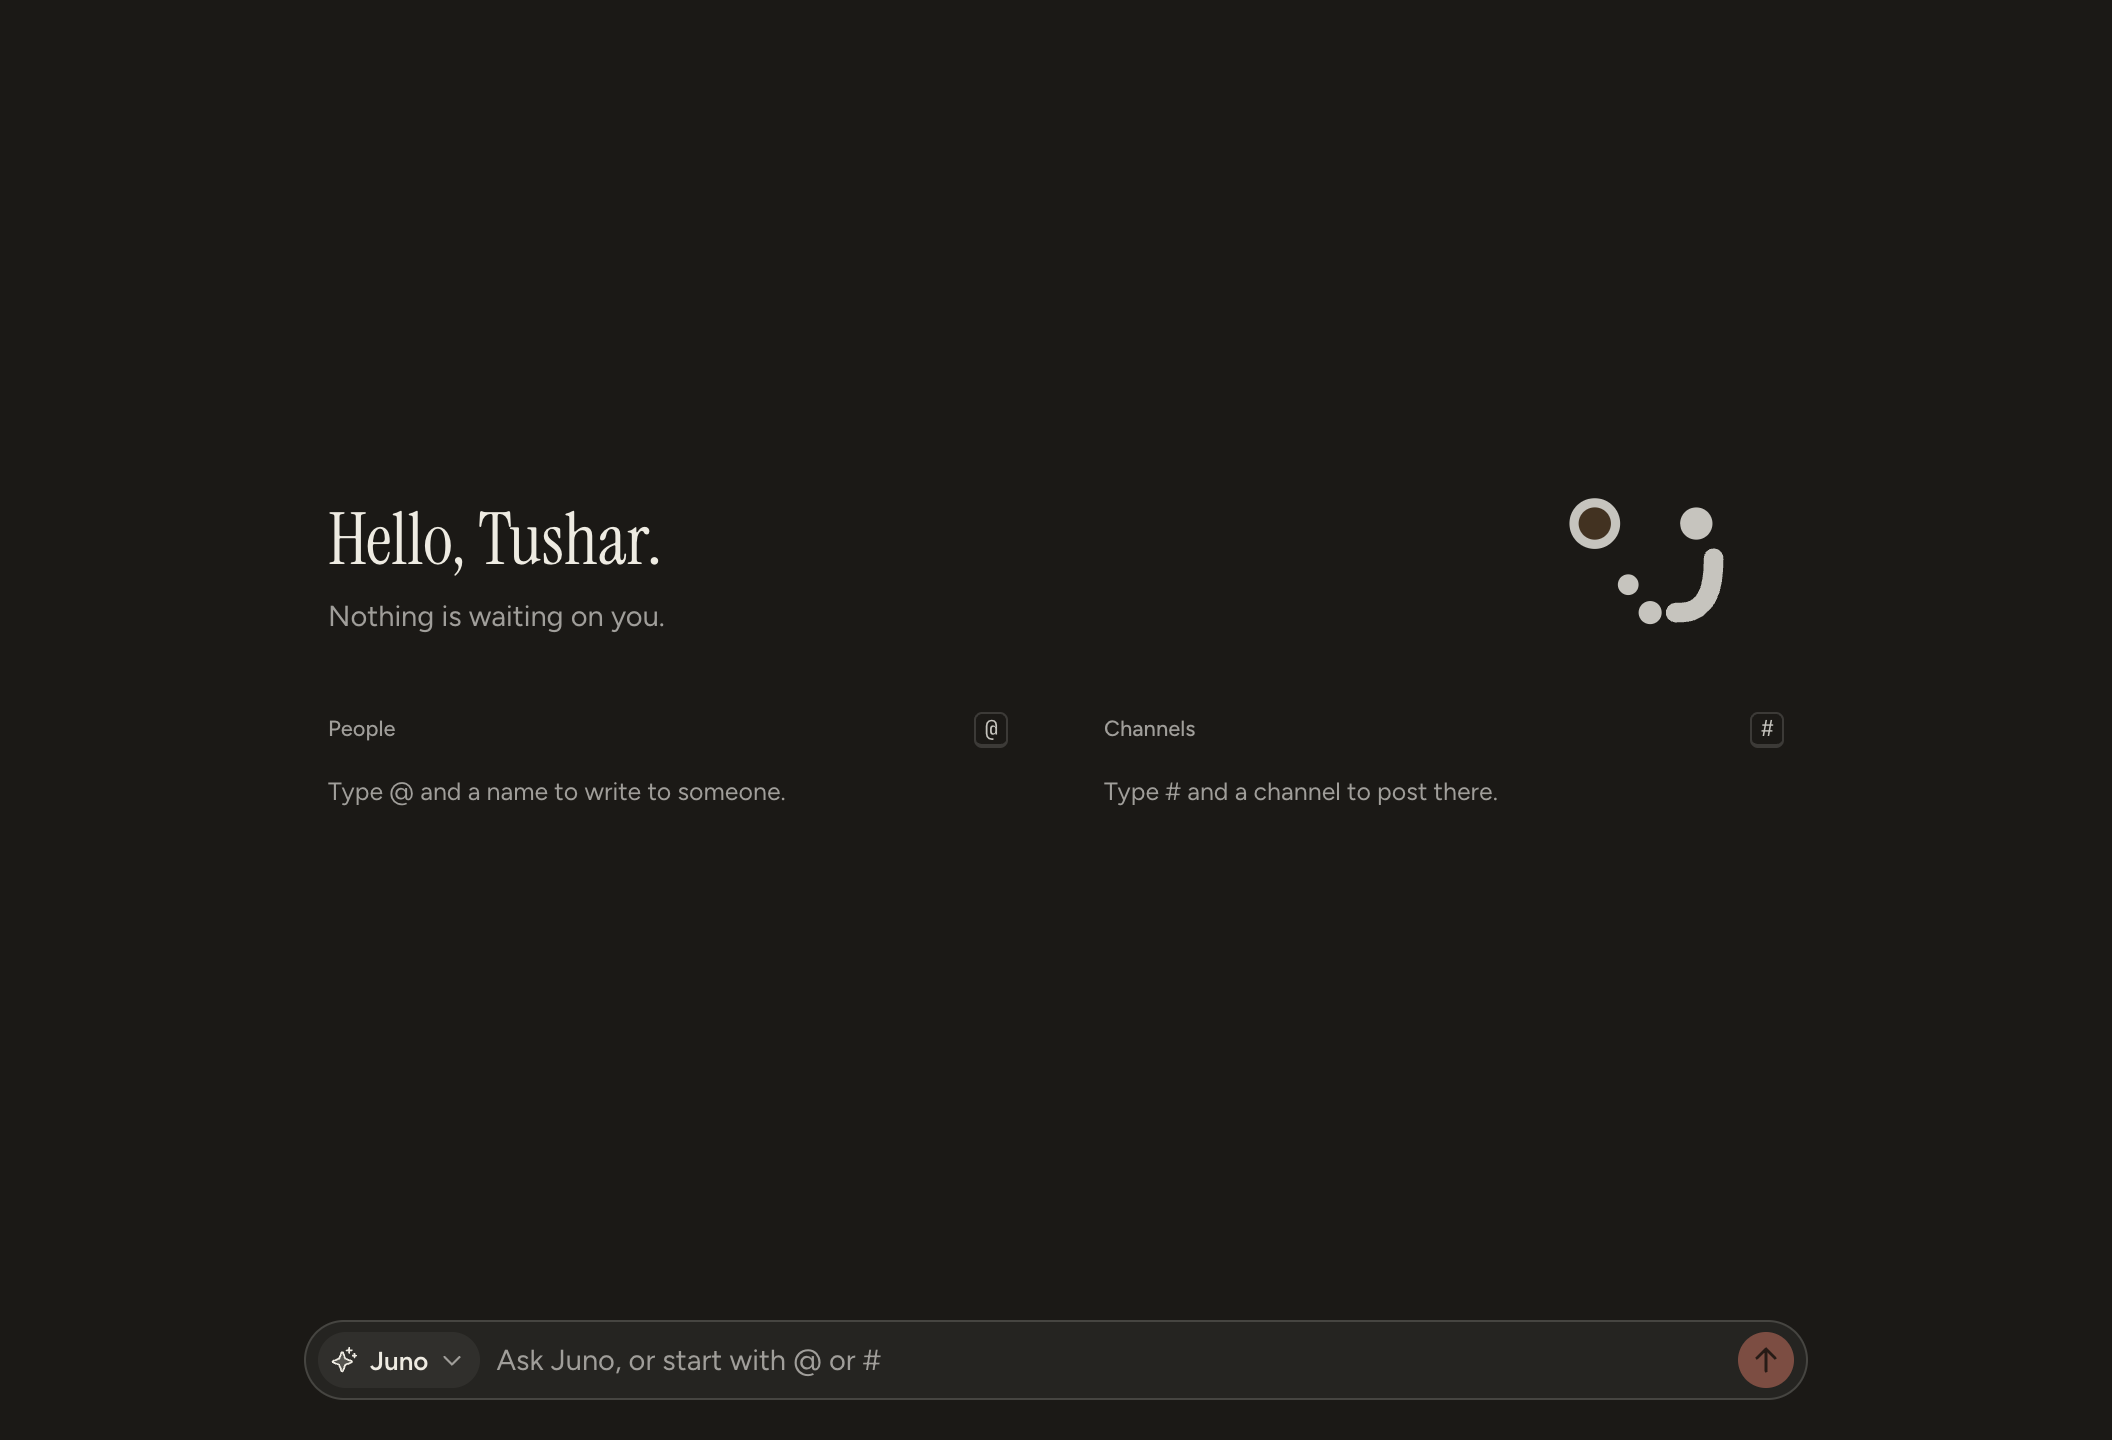 Hello, Tushar.
Nothing is waiting on you.
People
@
Channels
#
Type @ and a name to write to someone.
Type # and a channel to post there.
Juno
Ask Juno, or start with @ or #